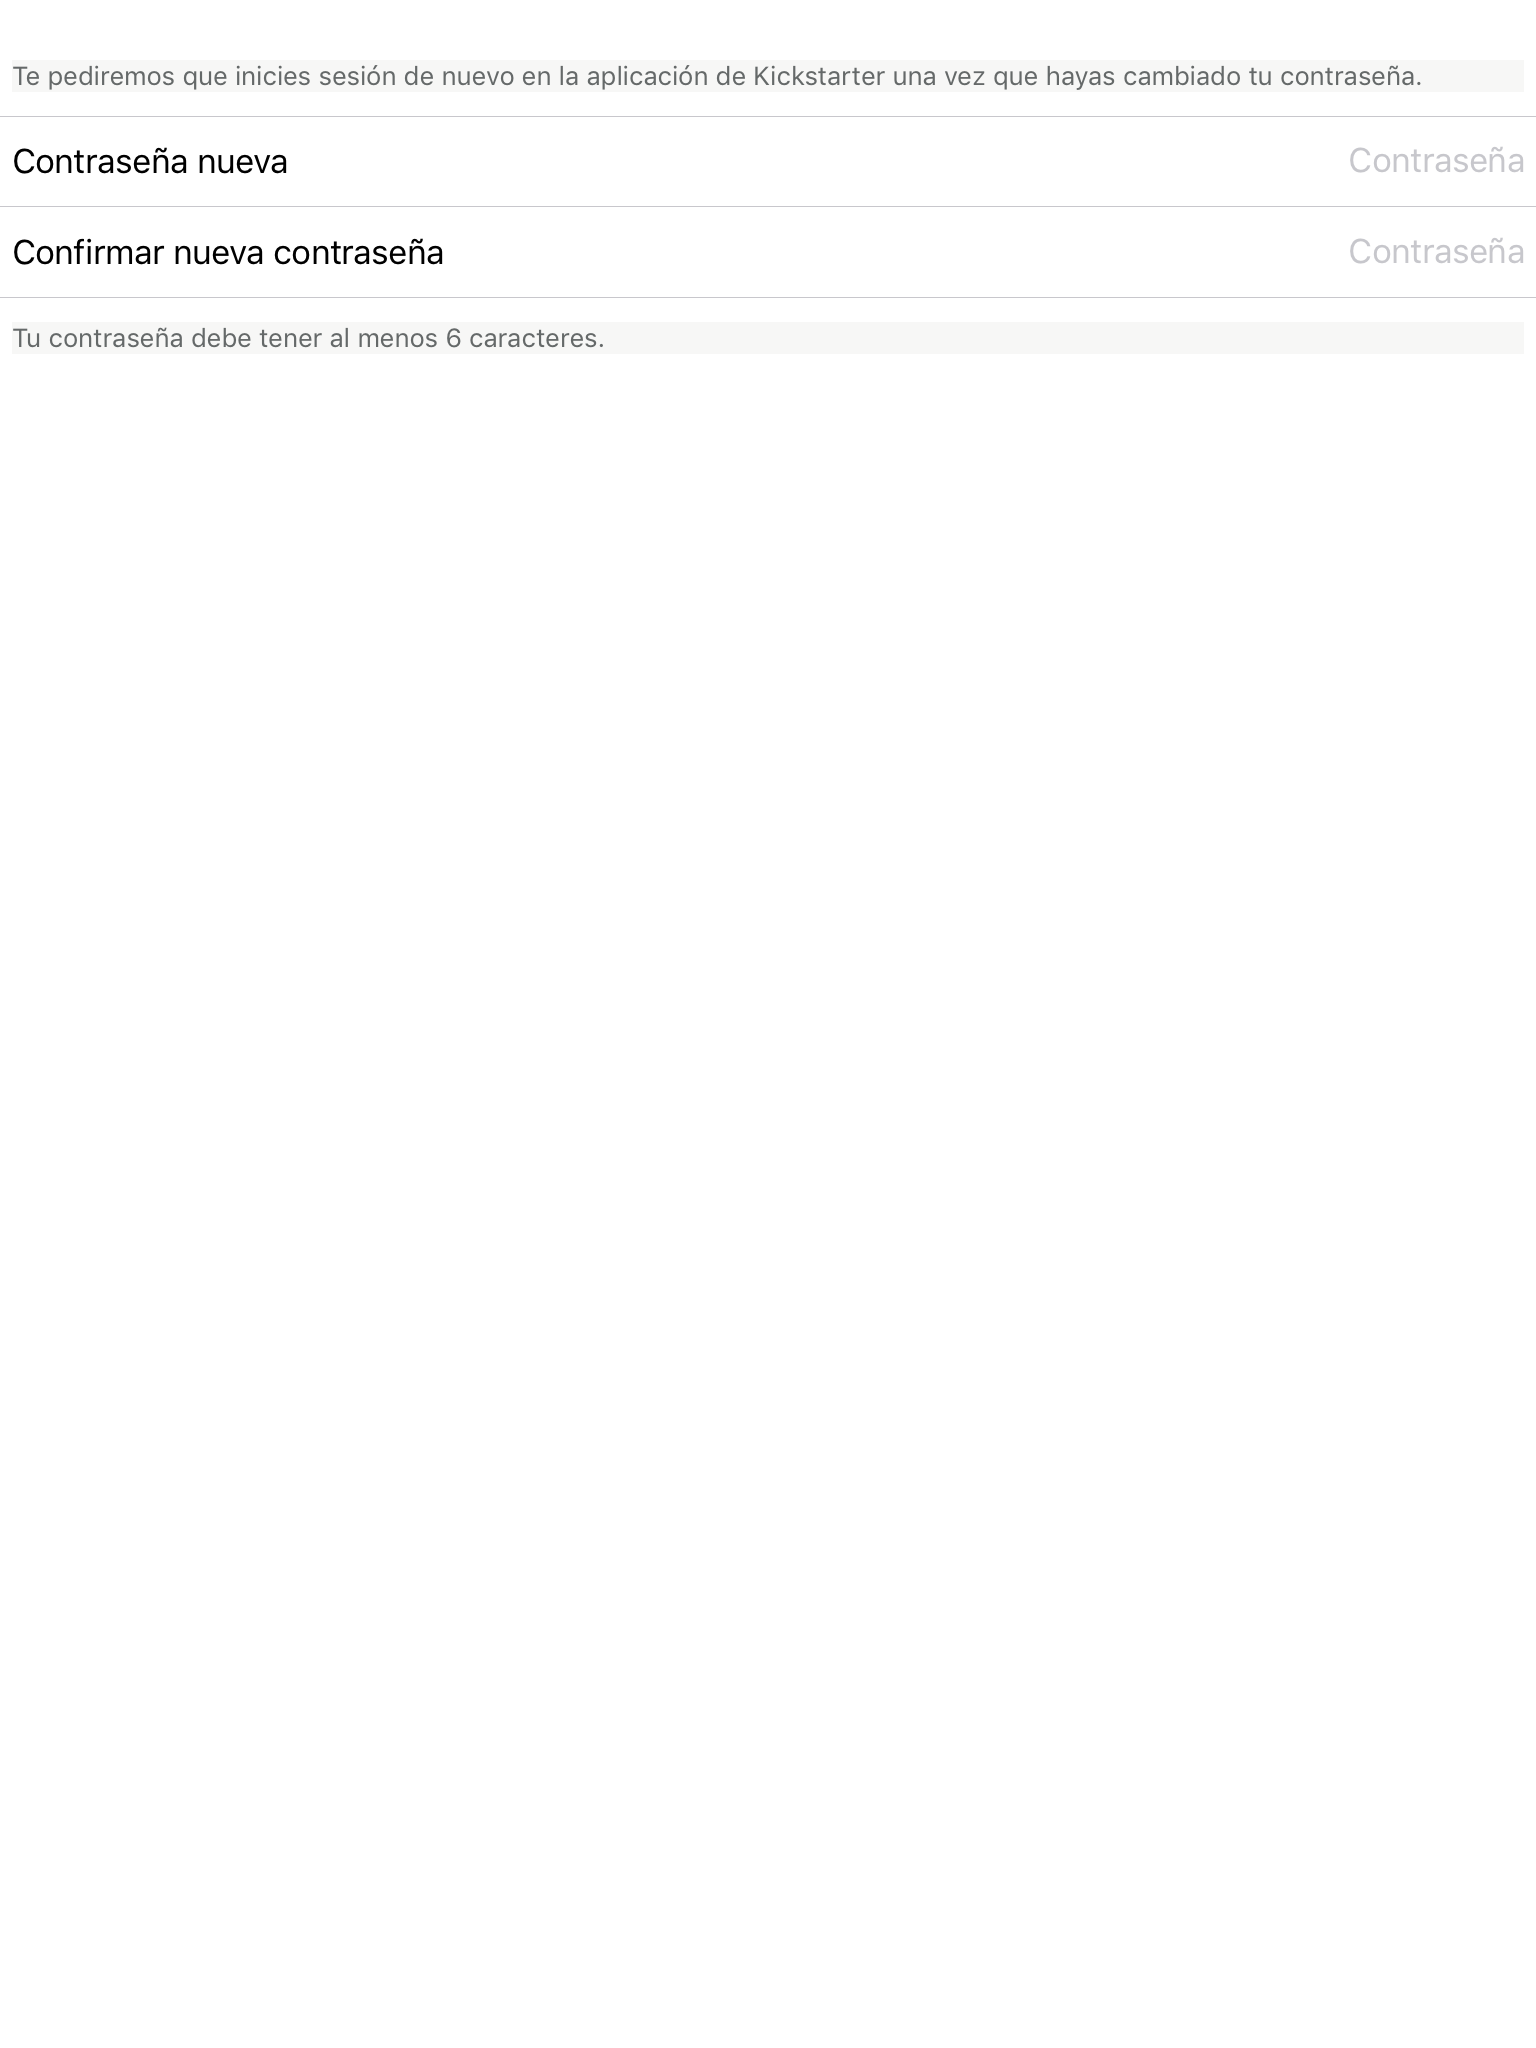 Te pediremos que inicies sesión de nuevo en la aplicación de Kickstarter una vez que hayas cambiado tu contraseña.
Contraseña nueva Contraseña
Confirmar nueva contraseña Contraseña
Tu contraseña debe tener al menos 6 caracteres.